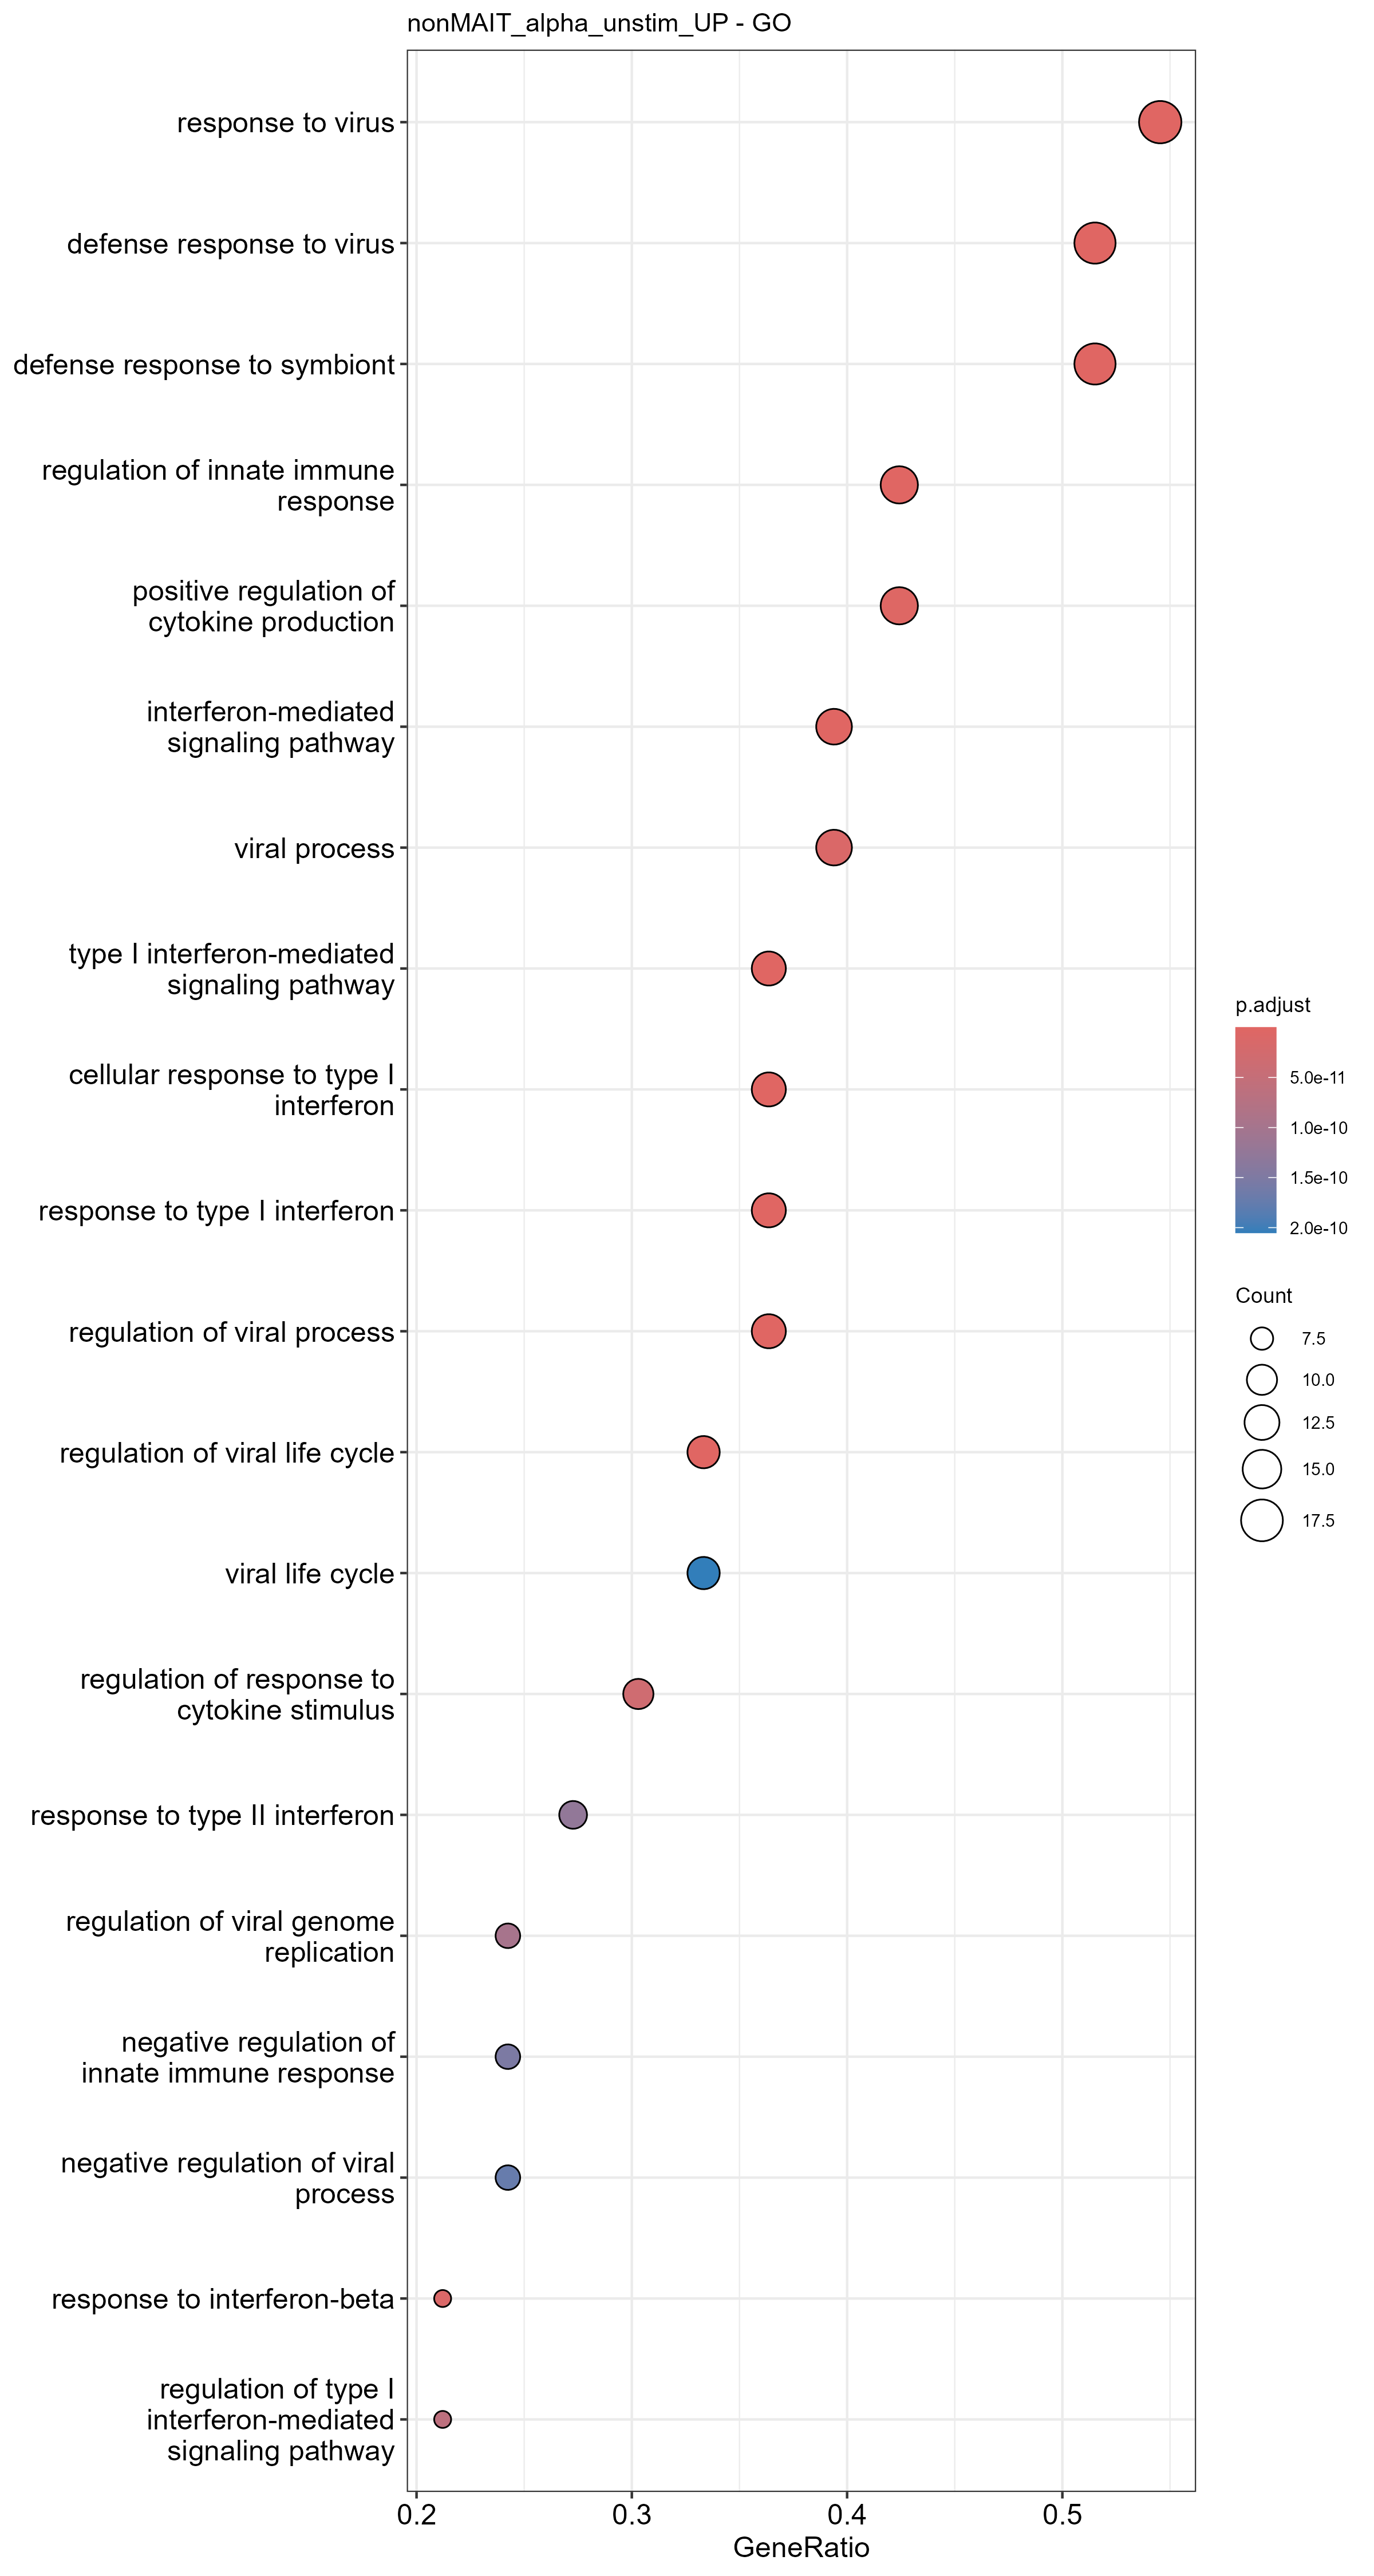 nonMAIT_alpha_unstim_UP - GO
response to virus
defense response to virus
defense response to symbiont
regulation of innate immune
response
positive regulation of
cytokine production
interferon-mediated
signaling pathway
viral process
type I interferon-mediated
signaling pathway
cellular response to type I
interferon
response to type I interferon
regulation of viral process
regulation of viral life cycle
viral life cycle
regulation of response to
cytokine stimulus
response to type II interferon
regulation of viral genome
replication
negative regulation of
innate immune response
negative regulation of viral
process
response to interferon-beta
regulation of type I
interferon-mediated
signaling pathway
0.2 0.3 0.4 0.5
GeneRatio
p.adjust
5.0e-11
1.0e-10
1.5e-10
2.0e-10
Count
7.5
10.0
12.5
15.0
17.5